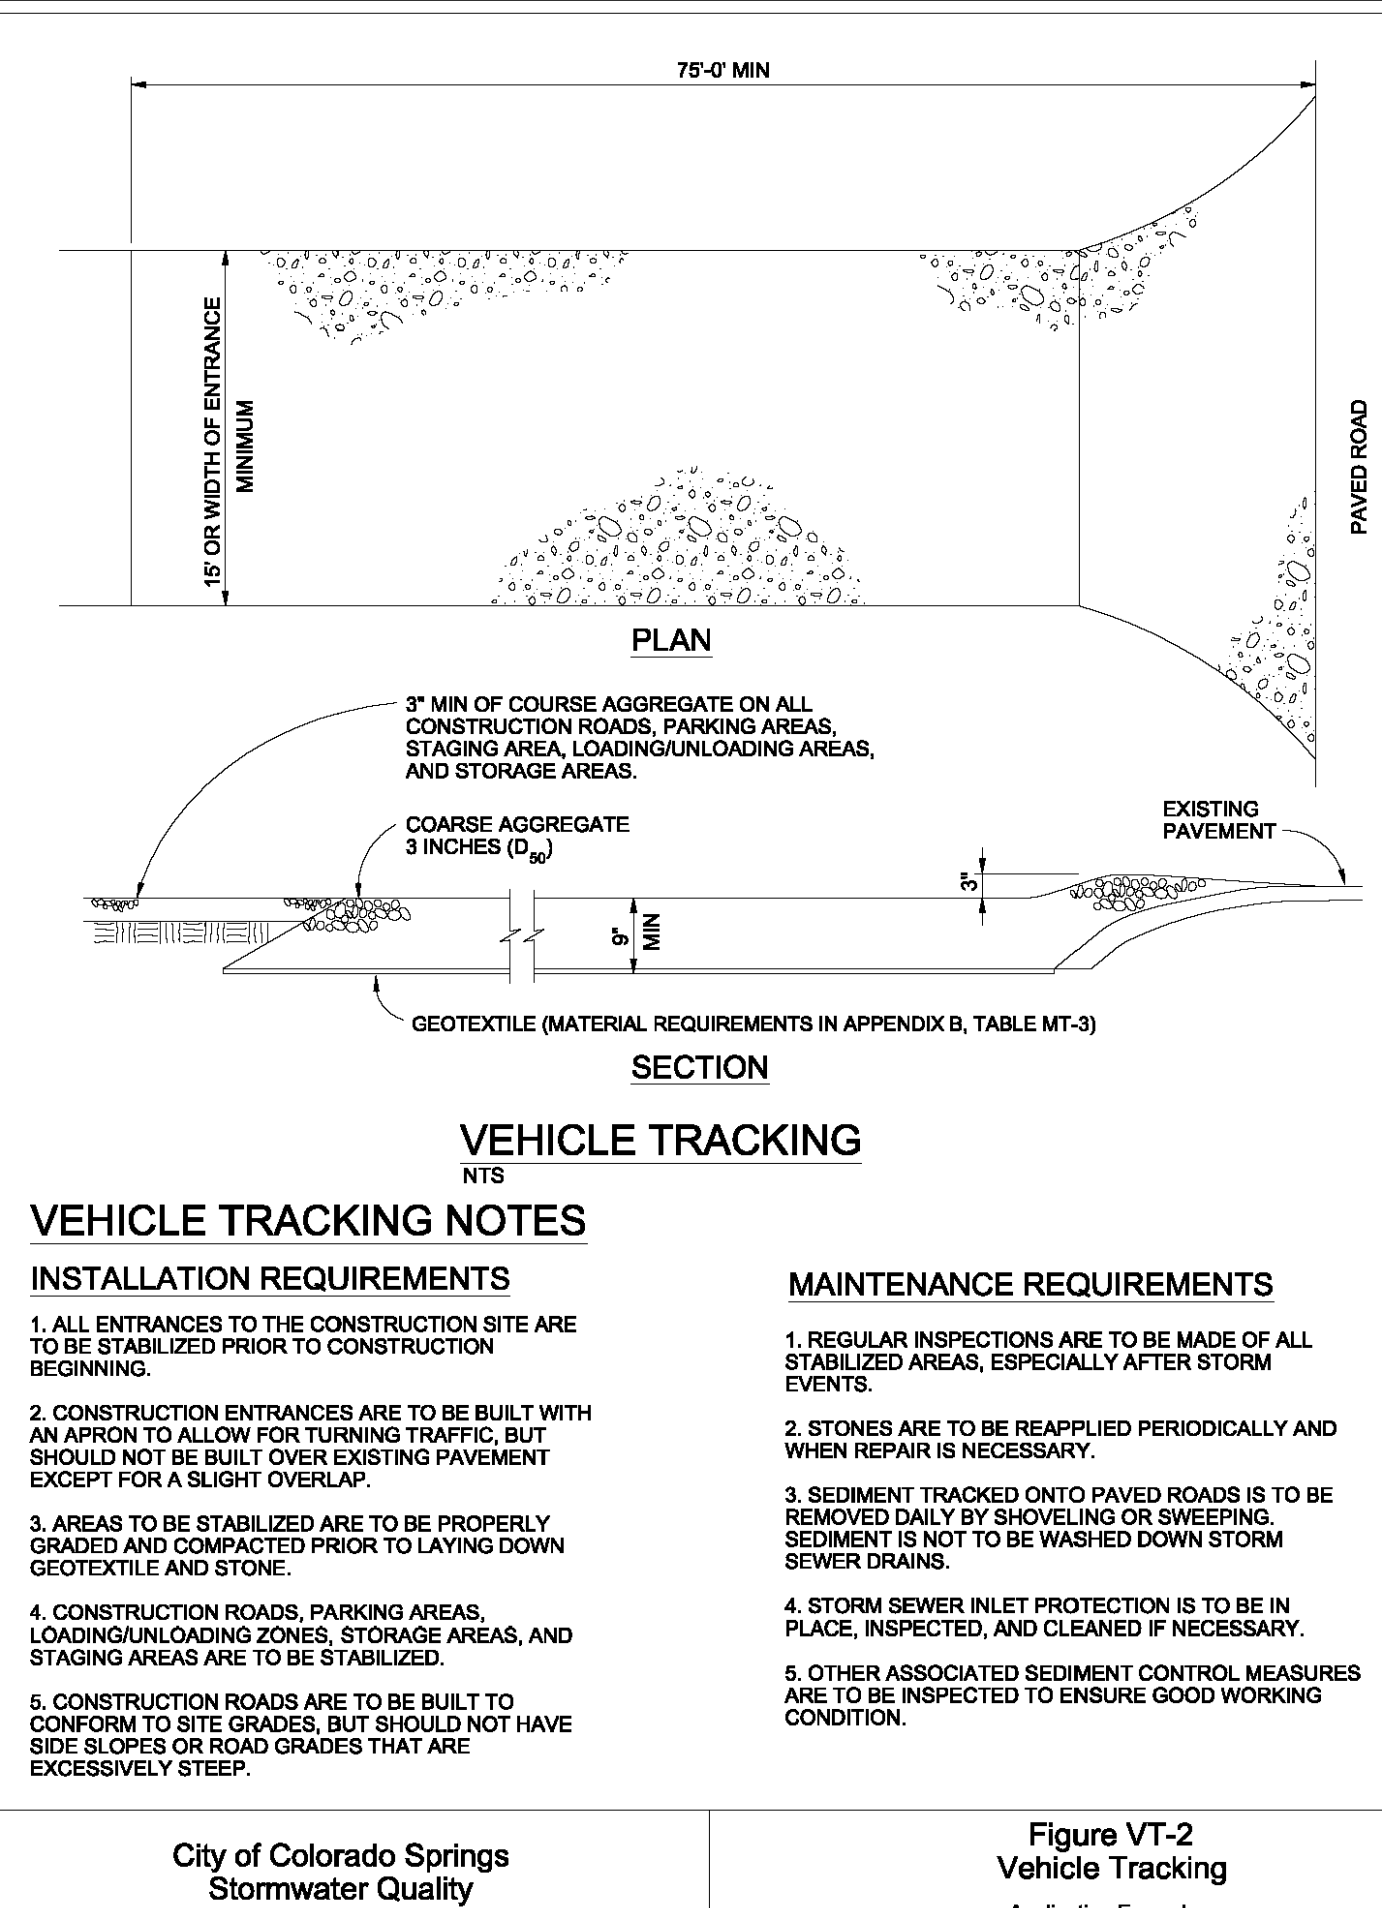 75'-0' MIN
15' OR WIDTH OF ENTRANCE
MINIMUM
PAVED ROAD
PLAN
3" MIN OF COURSE AGGREGATE ON ALL
CONSTRUCTION ROADS, PARKING AREAS,
STAGING AREA, LOADING/UNLOADING AREAS,
AND STORAGE AREAS.
COARSE AGGREGATE
3 INCHES (D50)
EXISTING
PAVEMENT
3"
9"
MIN
GEOTEXTILE (MATERIAL REQUIREMENTS IN APPENDIX B, TABLE MT-3)
SECTION
VEHICLE TRACKING
NTS
VEHICLE TRACKING NOTES
INSTALLATION REQUIREMENTS
1. ALL ENTRANCES TO THE CONSTRUCTION SITE ARE
TO BE STABILIZED PRIOR TO CONSTRUCTION
BEGINNING.
2. CONSTRUCTION ENTRANCES ARE TO BE BUILT WITH
AN APRON TO ALLOW FOR TURNING TRAFFIC, BUT
SHOULD NOT BE BUILT OVER EXISTING PAVEMENT
EXCEPT FOR A SLIGHT OVERLAP.
3. AREAS TO BE STABILIZED ARE TO BE PROPERLY
GRADED AND COMPACTED PRIOR TO LAYING DOWN
GEOTEXTILE AND STONE.
4. CONSTRUCTION ROADS, PARKING AREAS,
LOADING/UNLOADING ZONES, STORAGE AREAS, AND
STAGING AREAS ARE TO BE STABILIZED.
5. CONSTRUCTION ROADS ARE TO BE BUILT TO
CONFORM TO SITE GRADES, BUT SHOULD NOT HAVE
SIDE SLOPES OR ROAD GRADES THAT ARE
EXCESSIVELY STEEP.
MAINTENANCE REQUIREMENTS
1. REGULAR INSPECTIONS ARE TO BE MADE OF ALL
STABILIZED AREAS, ESPECIALLY AFTER STORM
EVENTS.
2. STONES ARE TO BE REAPPLIED PERIODICALLY AND
WHEN REPAIR IS NECESSARY.
3. SEDIMENT TRACKED ONTO PAVED ROADS IS TO BE
REMOVED DAILY BY SHOVELING OR SWEEPING.
SEDIMENT IS NOT TO BE WASHED DOWN STORM
SEWER DRAINS.
4. STORM SEWER INLET PROTECTION IS TO BE IN
PLACE, INSPECTED, AND CLEANED IF NECESSARY.
5. OTHER ASSOCIATED SEDIMENT CONTROL MEASURES
ARE TO BE INSPECTED TO ENSURE GOOD WORKING
CONDITION.
City of Colorado Springs
Stormwater Quality
Figure VT-2
Vehicle Tracking